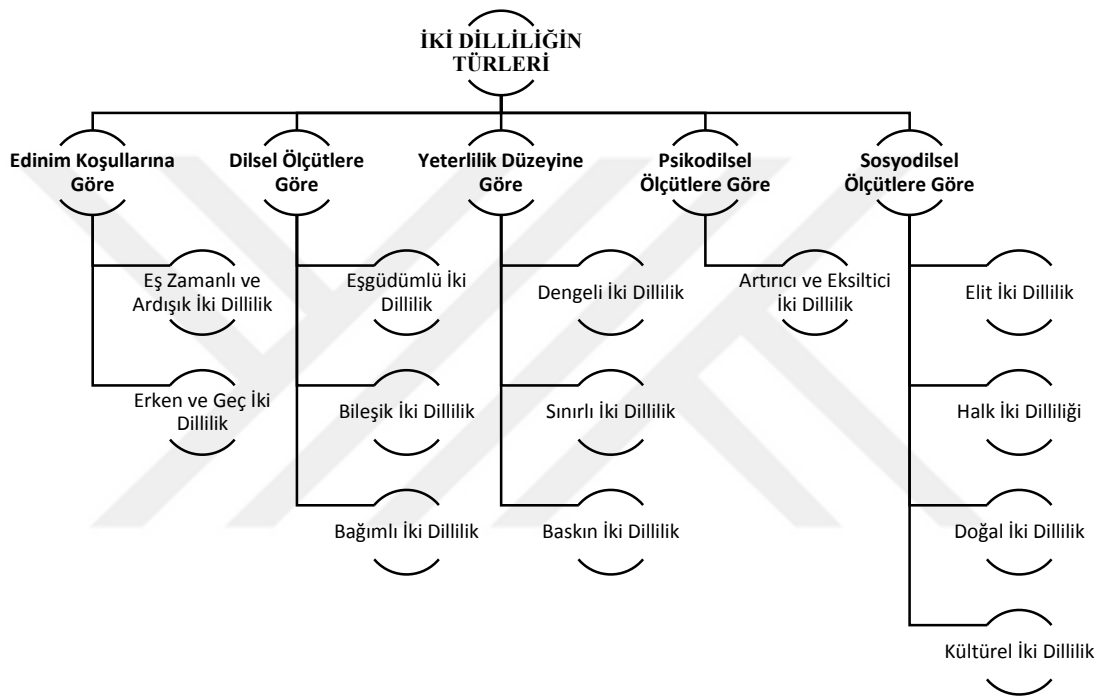 İKİ DİLLİLİĞİN
TÜRLERİ
Edinim Koşullarına
Göre
Eş Zamanlı ve
Ardışık İki Dillilik
Erken ve Geç İki
Dillilik
Dilsel Ölçütlere
Göre
Eşgüdümlü İki
Dillilik
Bileşik İki Dillilik
Bağımlı İki Dillilik
Yeterlilik Düzeyine
Göre
Dengeli İki Dillilik
Sınırlı İki Dillilik
Baskın İki Dillilik
Psikodilsel
Ölçütlere Göre
Artırıcı ve Eksiltici
İki Dillilik
Sosyodilsel
Ölçütlere Göre
Elit İki Dillilik
Halk İki Dilliliği
Doğal İki Dillilik
Kültürel İki Dillilik